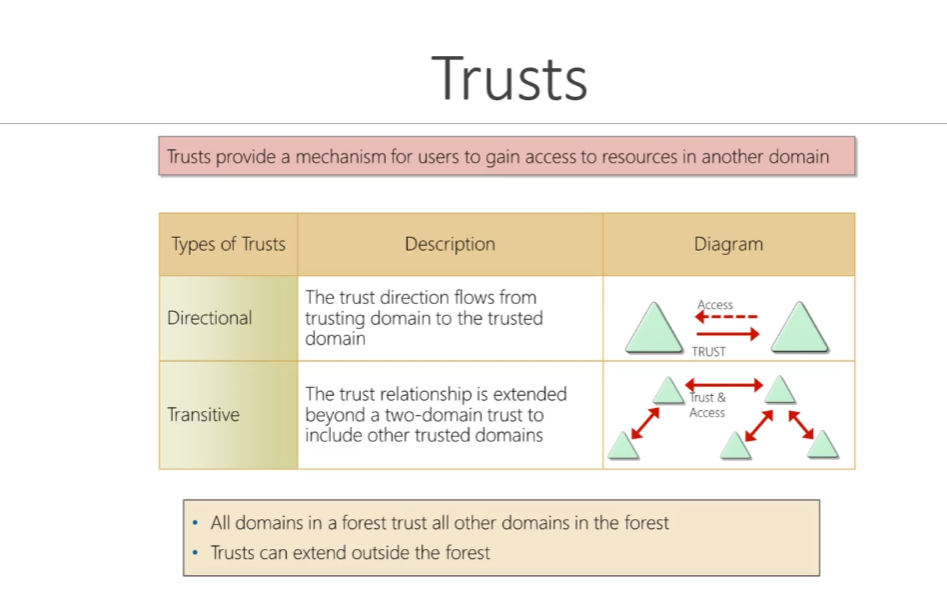 Trusts
Trusts provide a mechanism for users to gain access to resources in another domain
Types of Trusts
Description
Diagram
Directional
The trust direction flows from
trusting domain to the trusted
domain
Access
TRUST
Transitive
The trust relationship is extended
beyond a two-domain trust to
include other trusted domains
Trust &
Access
• All domains in a forest trust all other domains in the forest
• Trusts can extend outside the forest